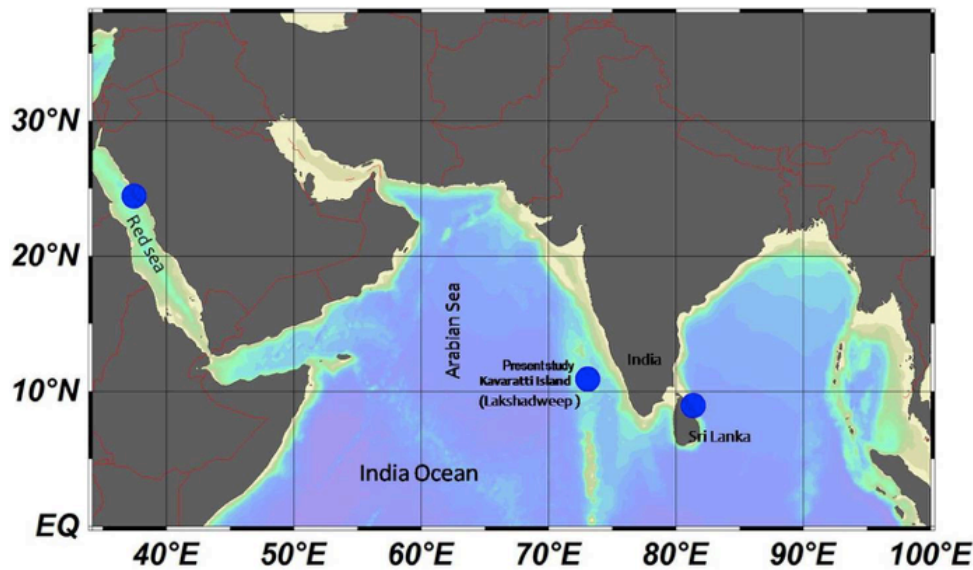 30°N
20°N
10°N
EQ
Red sea
Arabian Sea
Present study
Kavaratti Island
(Lakshadweep )
India
Sri Lanka
India Ocean
40°E 50°E 60°E 70°E 80°E 90°E 100°E